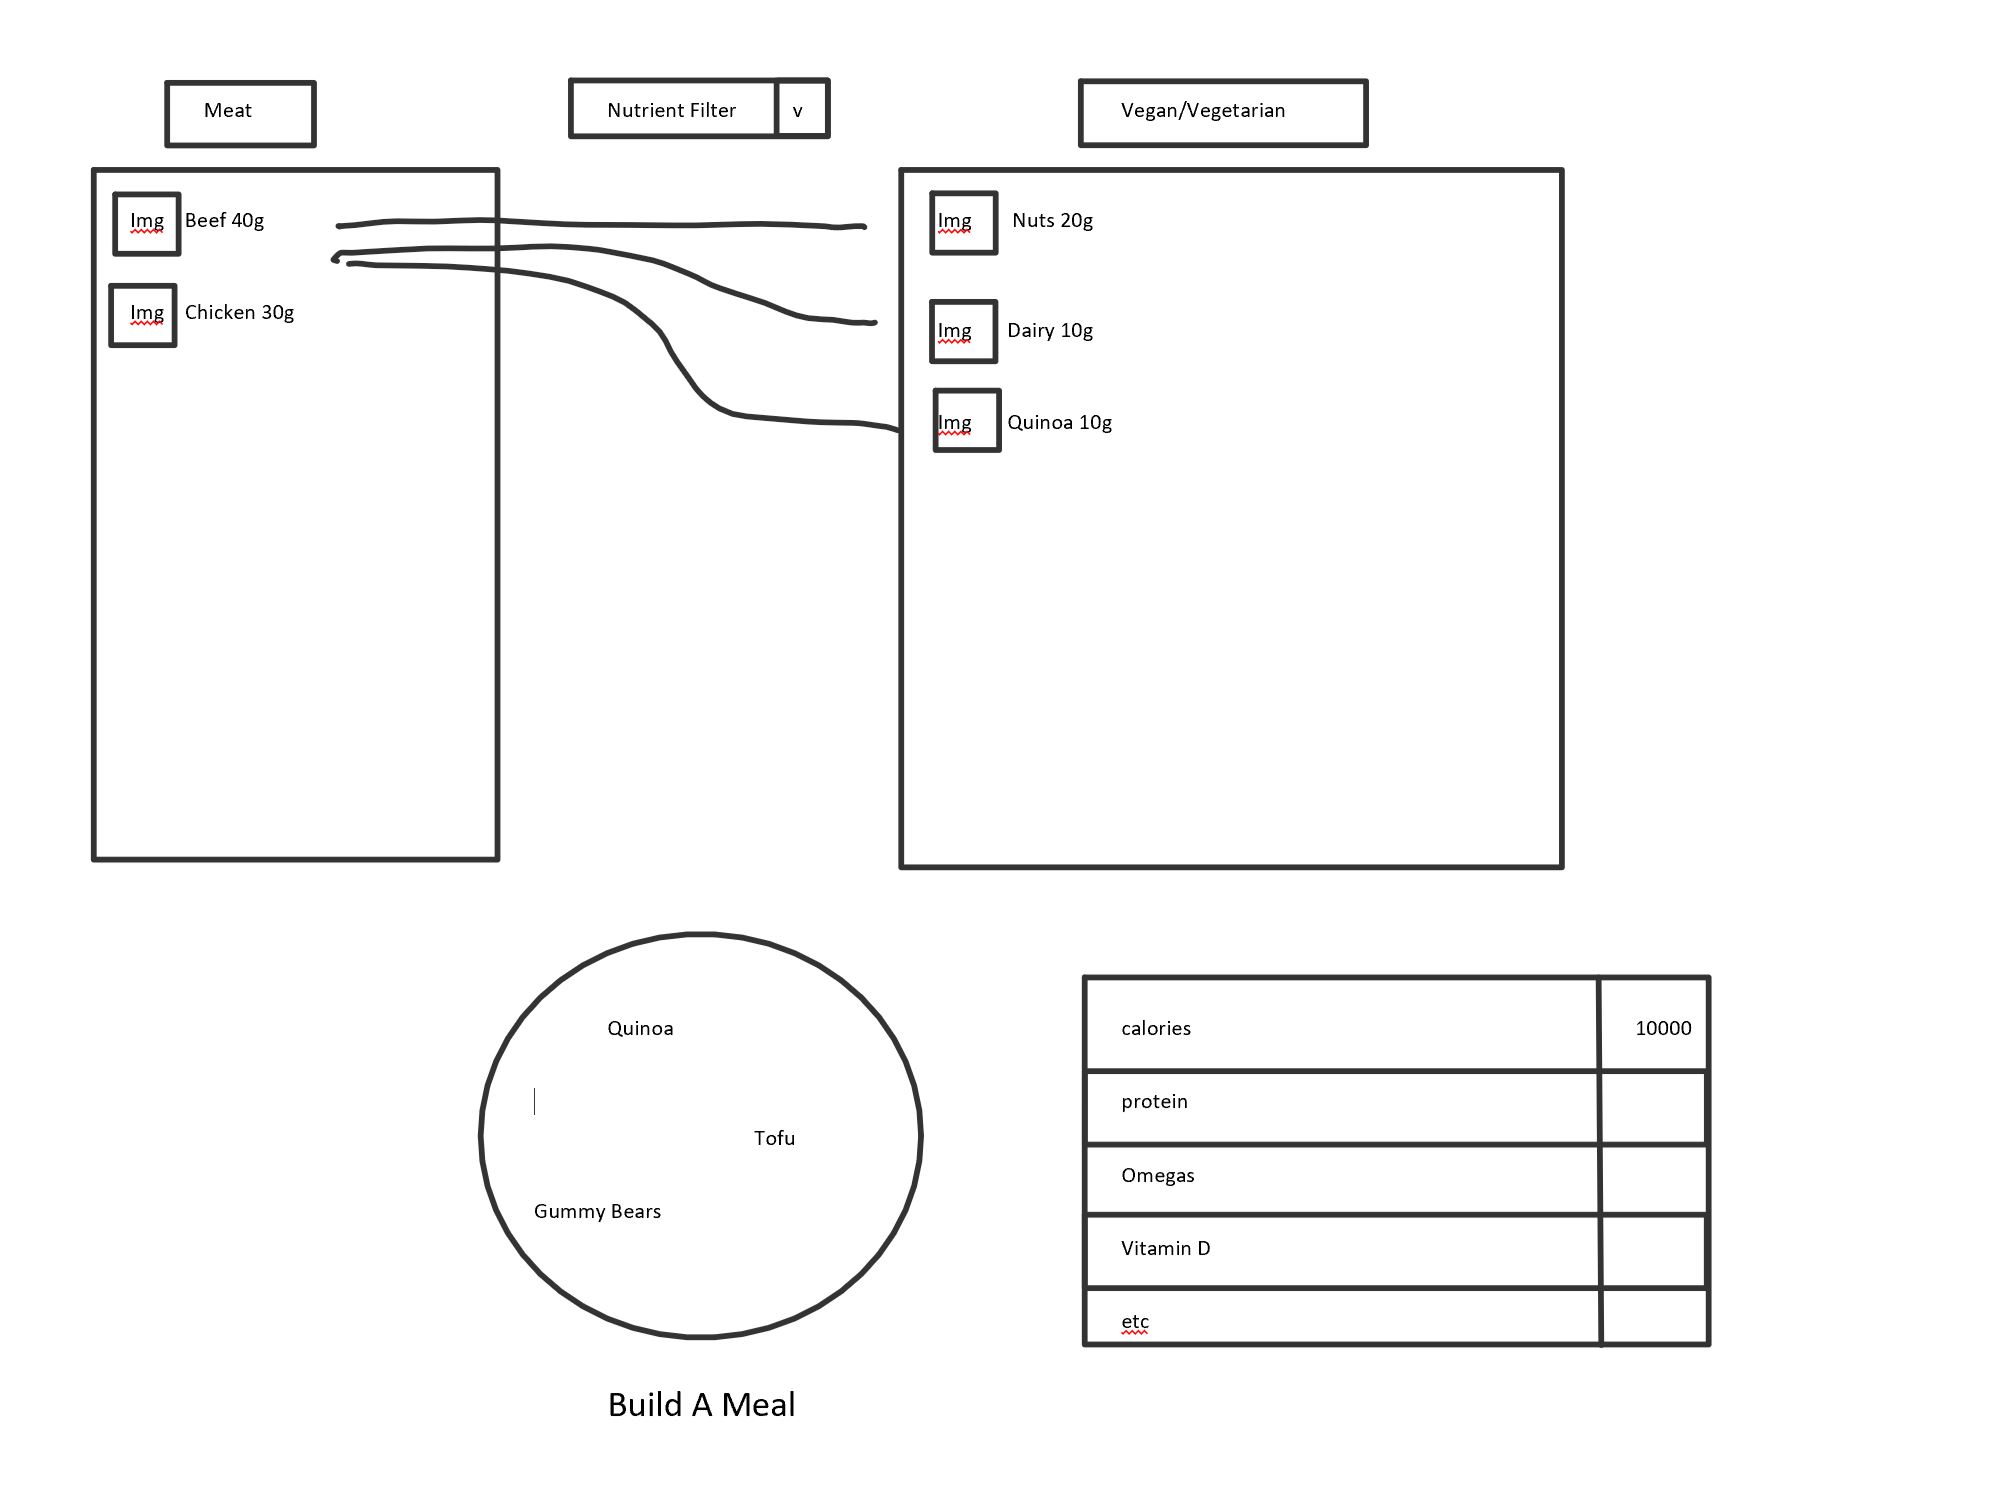 Meat
Nutrient Filter v
Vegan/Vegetarian
Img Beef 40g
Img Chicken 30g
Img Nuts 20g
Img Dairy 10g
Img Quinoa 10g
Quinoa
Tofu
Gummy Bears
Build A Meal
calories 10000
protein
Omegas
Vitamin D
etc